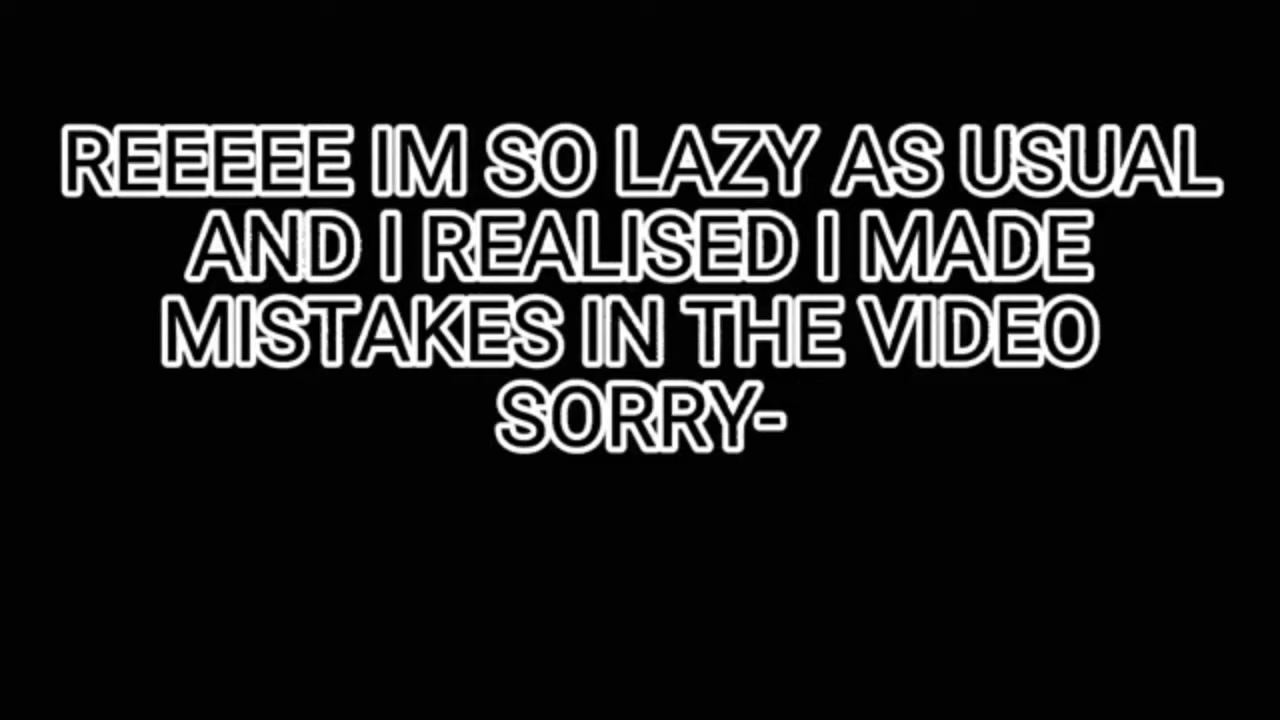 REEEEE IM SO LAZY AS USUAL
AND I REALISED I MADE
MISTAKES IN THE VIDEO
SORRY-